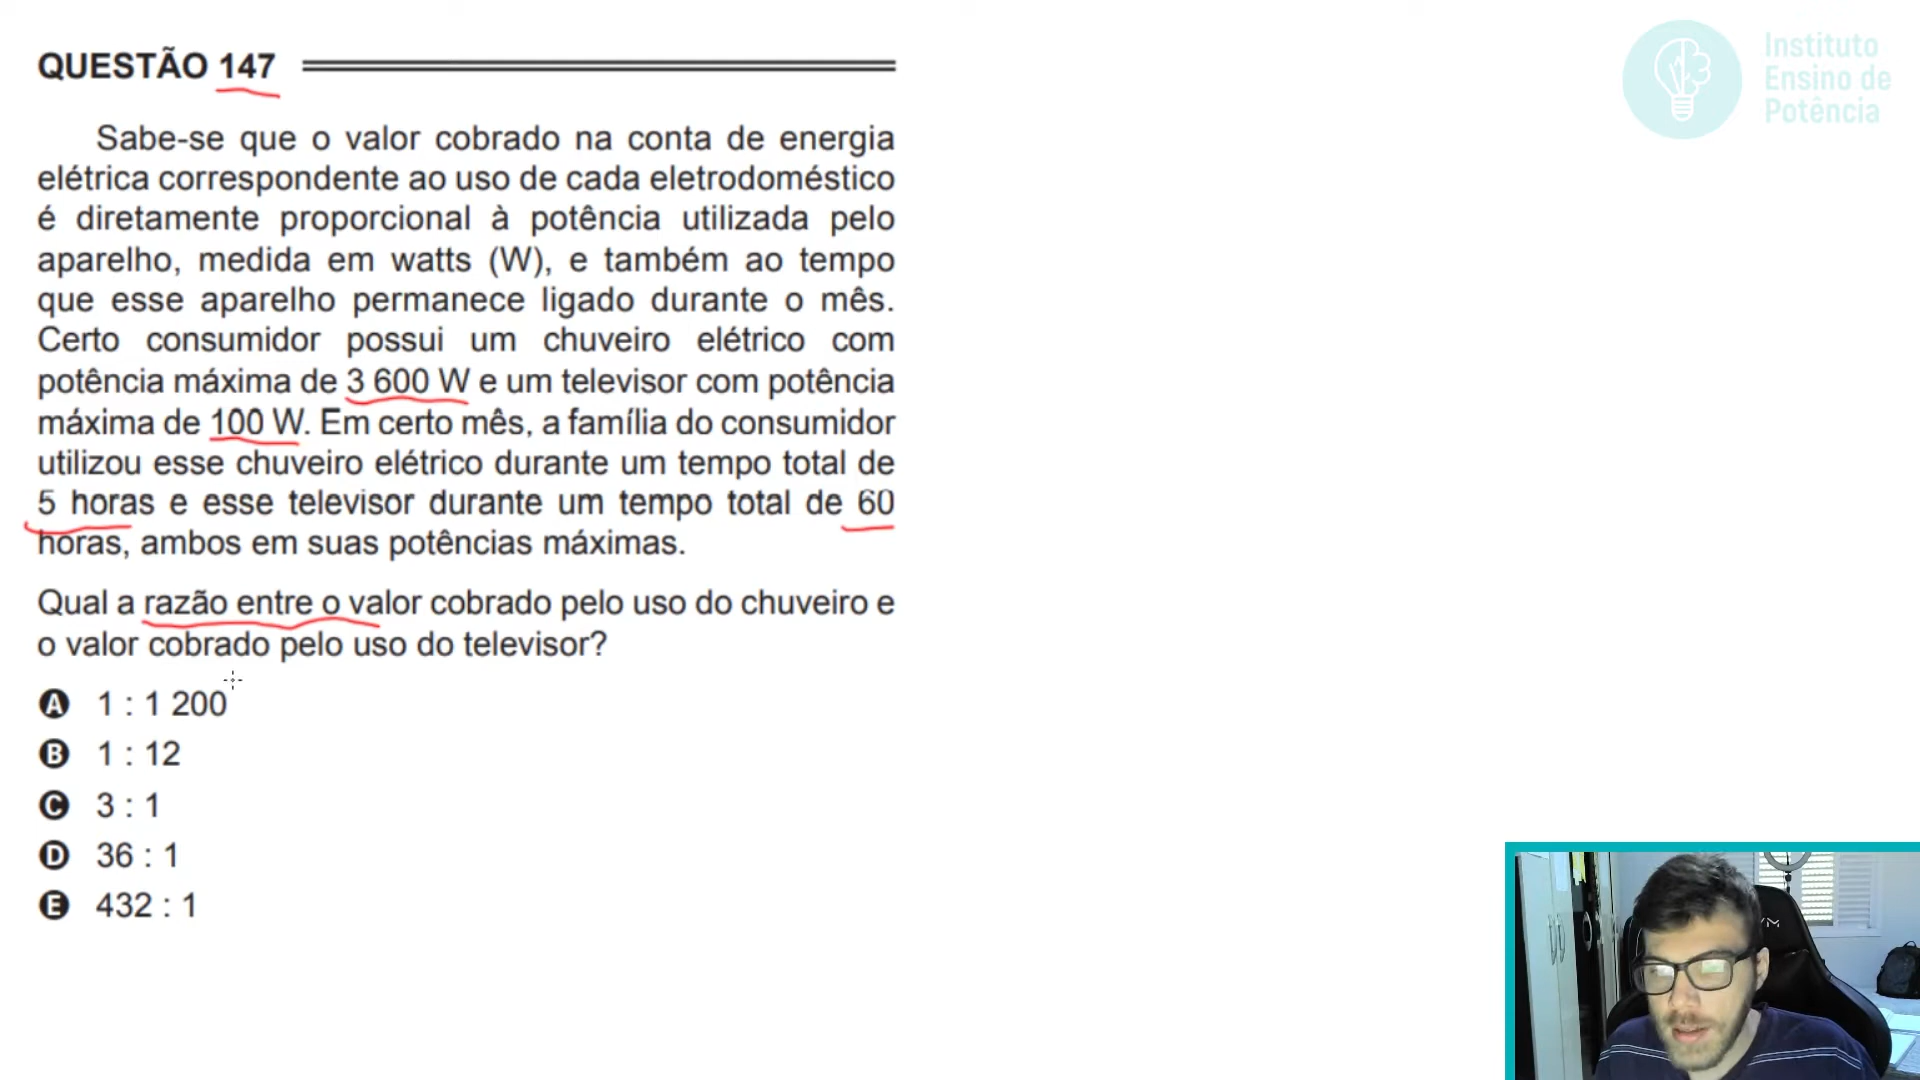 QUESTÃO 147
Instituto
Ensino de
Potência
Sabe-se que o valor cobrado na conta de energia
elétrica correspondente ao uso de cada eletrodoméstico
é diretamente proporcional à potência utilizada pelo
aparelho, medida em watts (W), e também ao tempo
que esse aparelho permanece ligado durante o mês.
Certo consumidor possui um chuveiro elétrico com
potência máxima de 3 600 W e um televisor com potência
máxima de 100 W. Em certo mês, a família do consumidor
utilizou esse chuveiro elétrico durante um tempo total de
5 horas e esse televisor durante um tempo total de 60
horas, ambos em suas potências máximas.
Qual a razão entre o valor cobrado pelo uso do chuveiro e
o valor cobrado pelo uso do televisor?
A 1 : 1 200
B 1 : 12
C 3 : 1
D 36 : 1
E 432 : 1